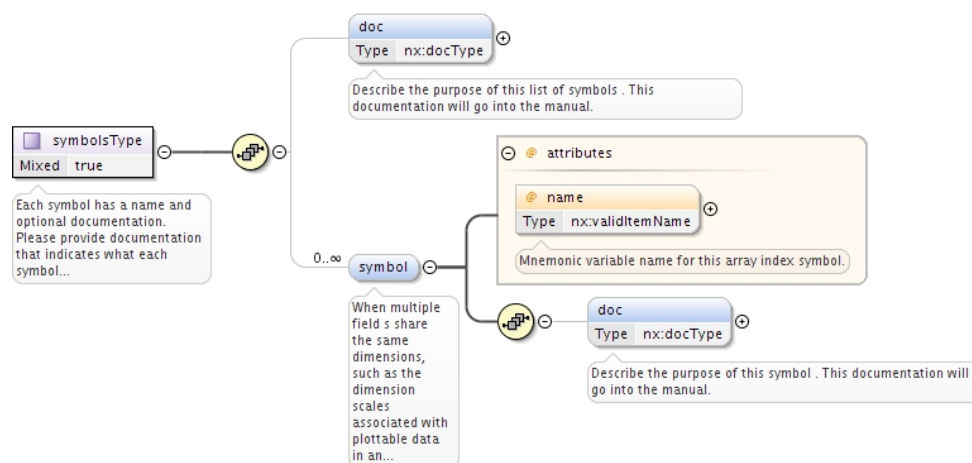 doc
Type nx:docType
Describe the purpose of this list of symbols . This
documentation will go into the manual.
symbolsType
Mixed true
Each symbol has a name and
optional documentation.
Please provide documentation
that indicates what each
symbol...
@ attributes
@ name
Type nx:validItemName
Mnemonic variable name for this array index symbol.
0..∞
symbol
When multiple
field s share
the same
dimensions,
such as the
dimension
scales
associated with
plottable data
in an...
doc
Type nx:docType
Describe the purpose of this symbol . This documentation will
go into the manual.